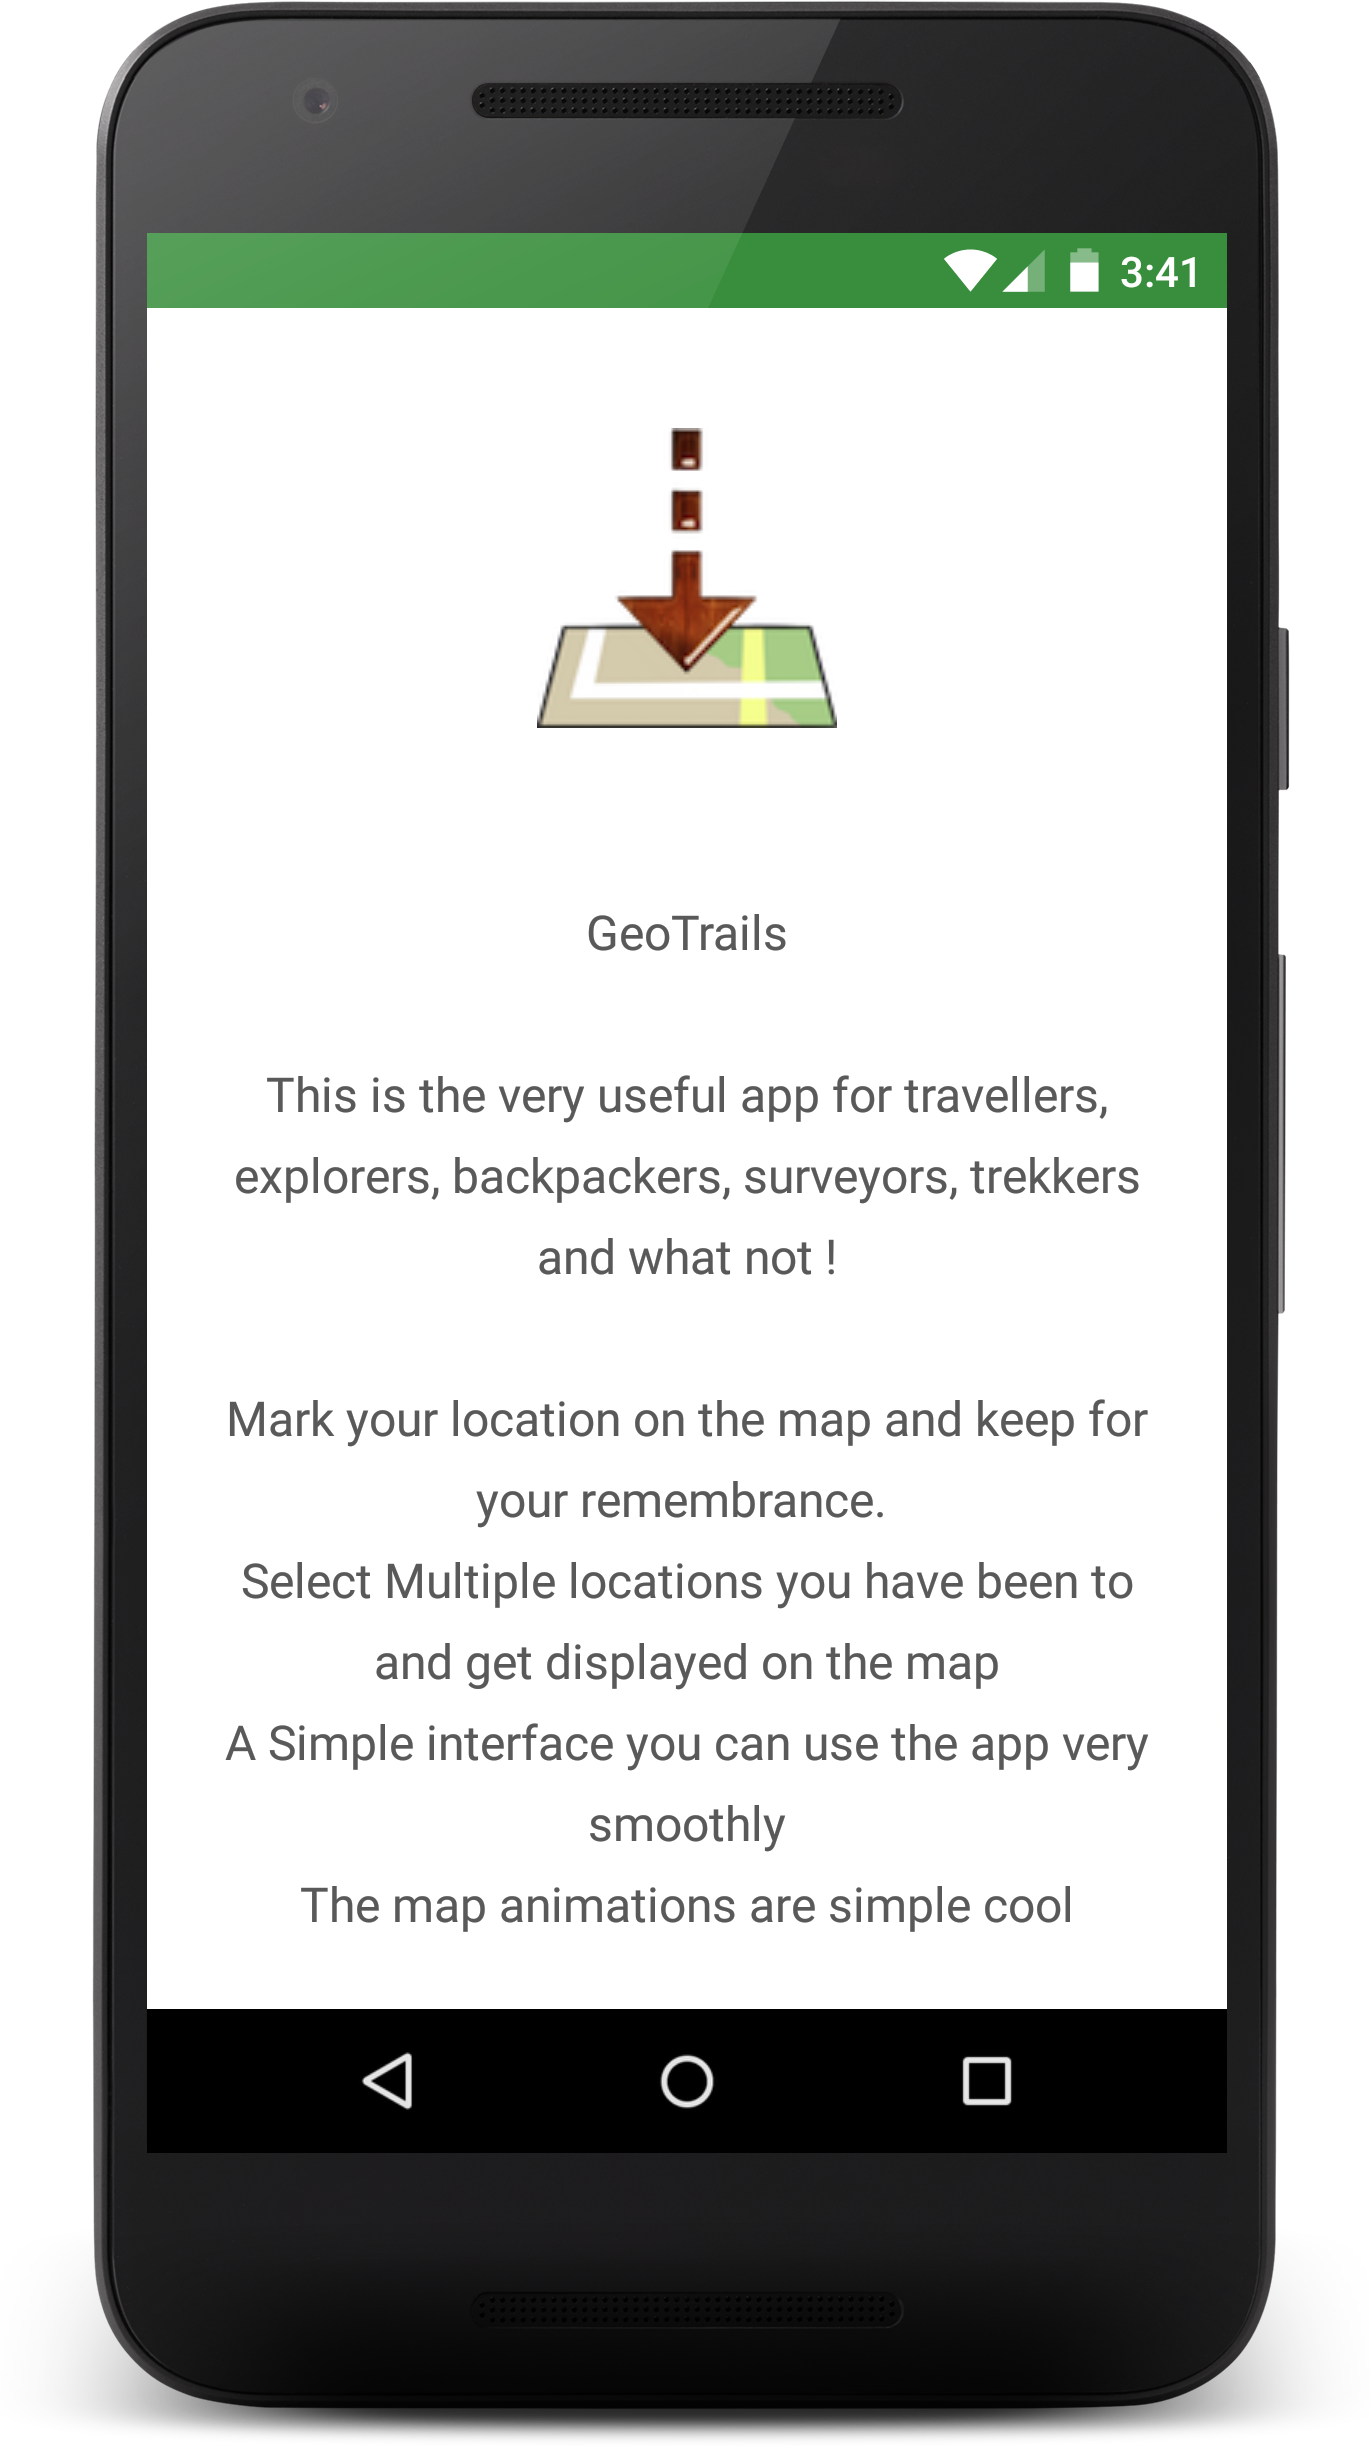 3:41
GeoTrails
This is the very useful app for travellers,
explorers, backpackers, surveyors, trekkers
and what not !
Mark your location on the map and keep for
your remembrance.
Select Multiple locations you have been to
and get displayed on the map
A Simple interface you can use the app very
smoothly
The map animations are simple cool